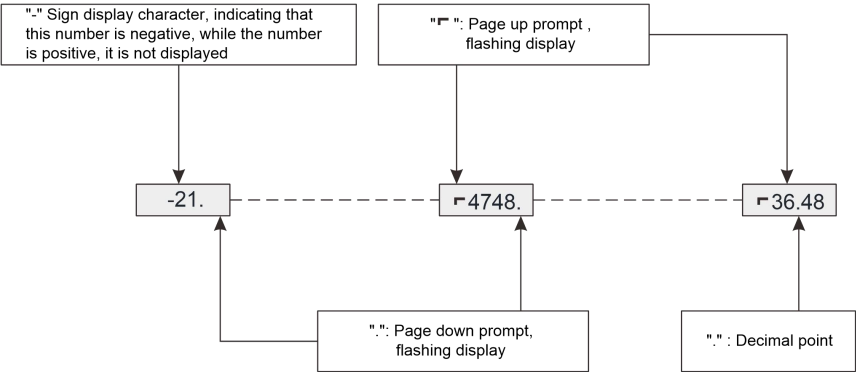 "-" Sign display character, indicating that
this number is negative, while the number
is positive, it is not displayed
"⌜ ": Page up prompt ,
flashing display
-21.
⌜4748.
⌜36.48
".": Page down prompt,
flashing display
"." : Decimal point